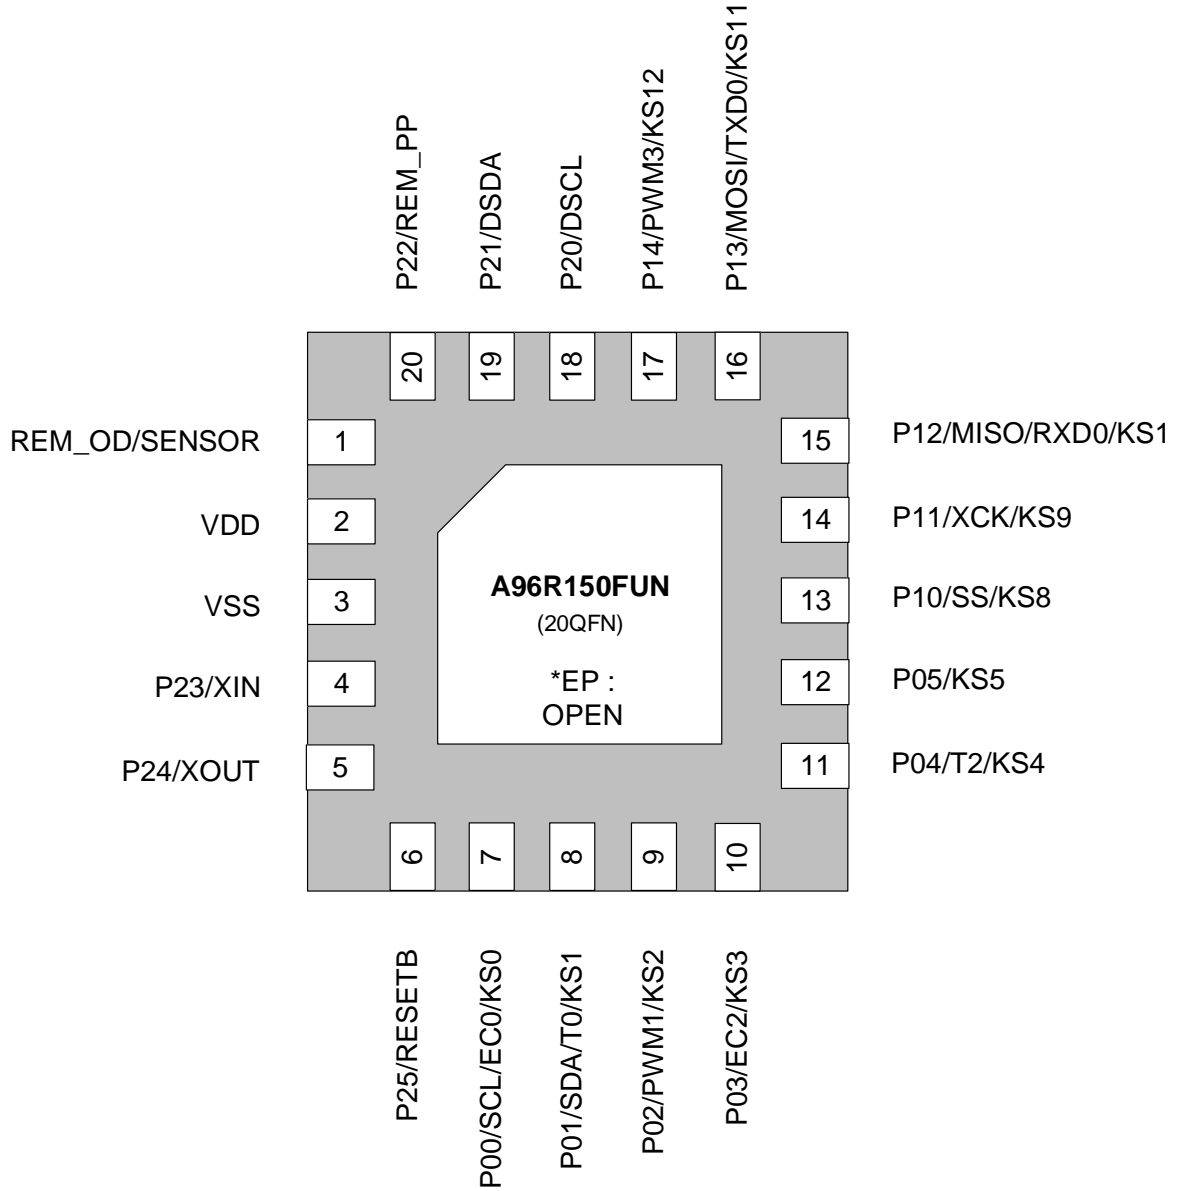 P22/REM_PP
P21/DSDA
P20/DSCL
P14/PWM3/KS12
P13/MOSI/TXD0/KS11
20
19
18
17
16
REM_OD/SENSOR
1
VDD
2
VSS
3
P23/XIN
4
P24/XOUT
5
A96R150FUN
(20QFN)
*EP :
OPEN
15
P12/MISO/RXD0/KS1
14
P11/XCK/KS9
13
P10/SS/KS8
12
P05/KS5
11
P04/T2/KS4
6
7
8
9
10
P25/RESETB
P00/SCL/EC0/KS0
P01/SDA/T0/KS1
P02/PWM1/KS2
P03/EC2/KS3